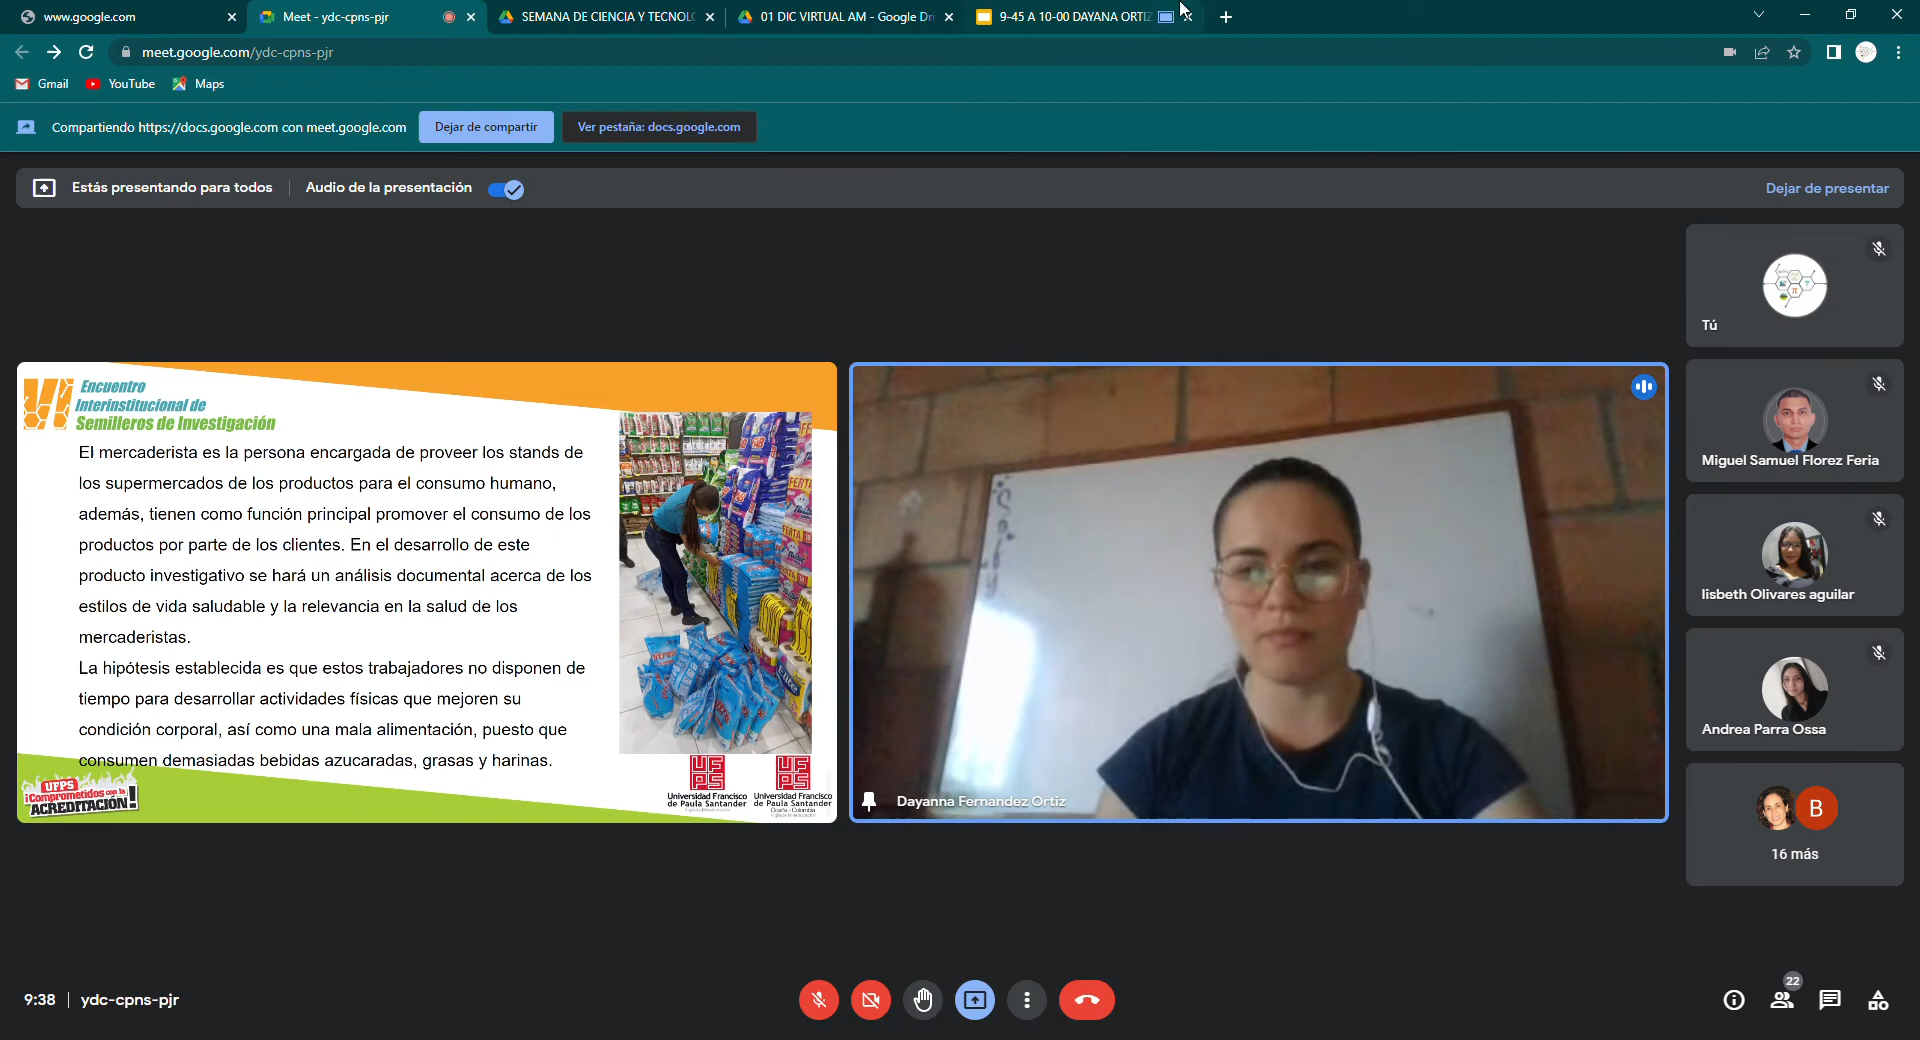 www.google.com
Meet - ydc-cpns-pjr
SEMANA DE CIENCIA Y TECNOLO
01 DIC VIRTUAL AM - Google Dri
9-45 A 10-00 DAYANA ORTIZ
meet.google.com/ydc-cpns-pjr
Gmail
YouTube
Maps
Compartiendo https://docs.google.com con meet.google.com
Dejar de compartir
Ver pestaña: docs.google.com
Estás presentando para todos
Audio de la presentación
Dejar de presentar
VI Encuentro
Interinstitucional de
Semilleros de Investigación
El mercaderista es la persona encargada de proveer los stands de
los supermercados de los productos para el consumo humano,
además, tienen como función principal promover el consumo de los
productos por parte de los clientes. En el desarrollo de este
producto investigativo se hará un análisis documental acerca de los
estilos de vida saludable y la relevancia en la salud de los
mercaderistas.
La hipótesis establecida es que estos trabajadores no disponen de
tiempo para desarrollar actividades físicas que mejoren su
condición corporal, así como una mala alimentación, puesto que
consumen demasiadas bebidas azucaradas, grasas y harinas.
UFPS
¡Comprometidos con la
ACREDITACIÓN!
UFPS
Universidad Francisco
de Paula Santander
UFPS
Universidad Francisco
de Paula Santander
Ocaña - Colombia
Dayanna Fernandez Ortiz
Tú
Miguel Samuel Florez Feria
lisbeth Olivares aguilar
Andrea Parra Ossa
B
16 más
9:38 | ydc-cpns-pjr
22